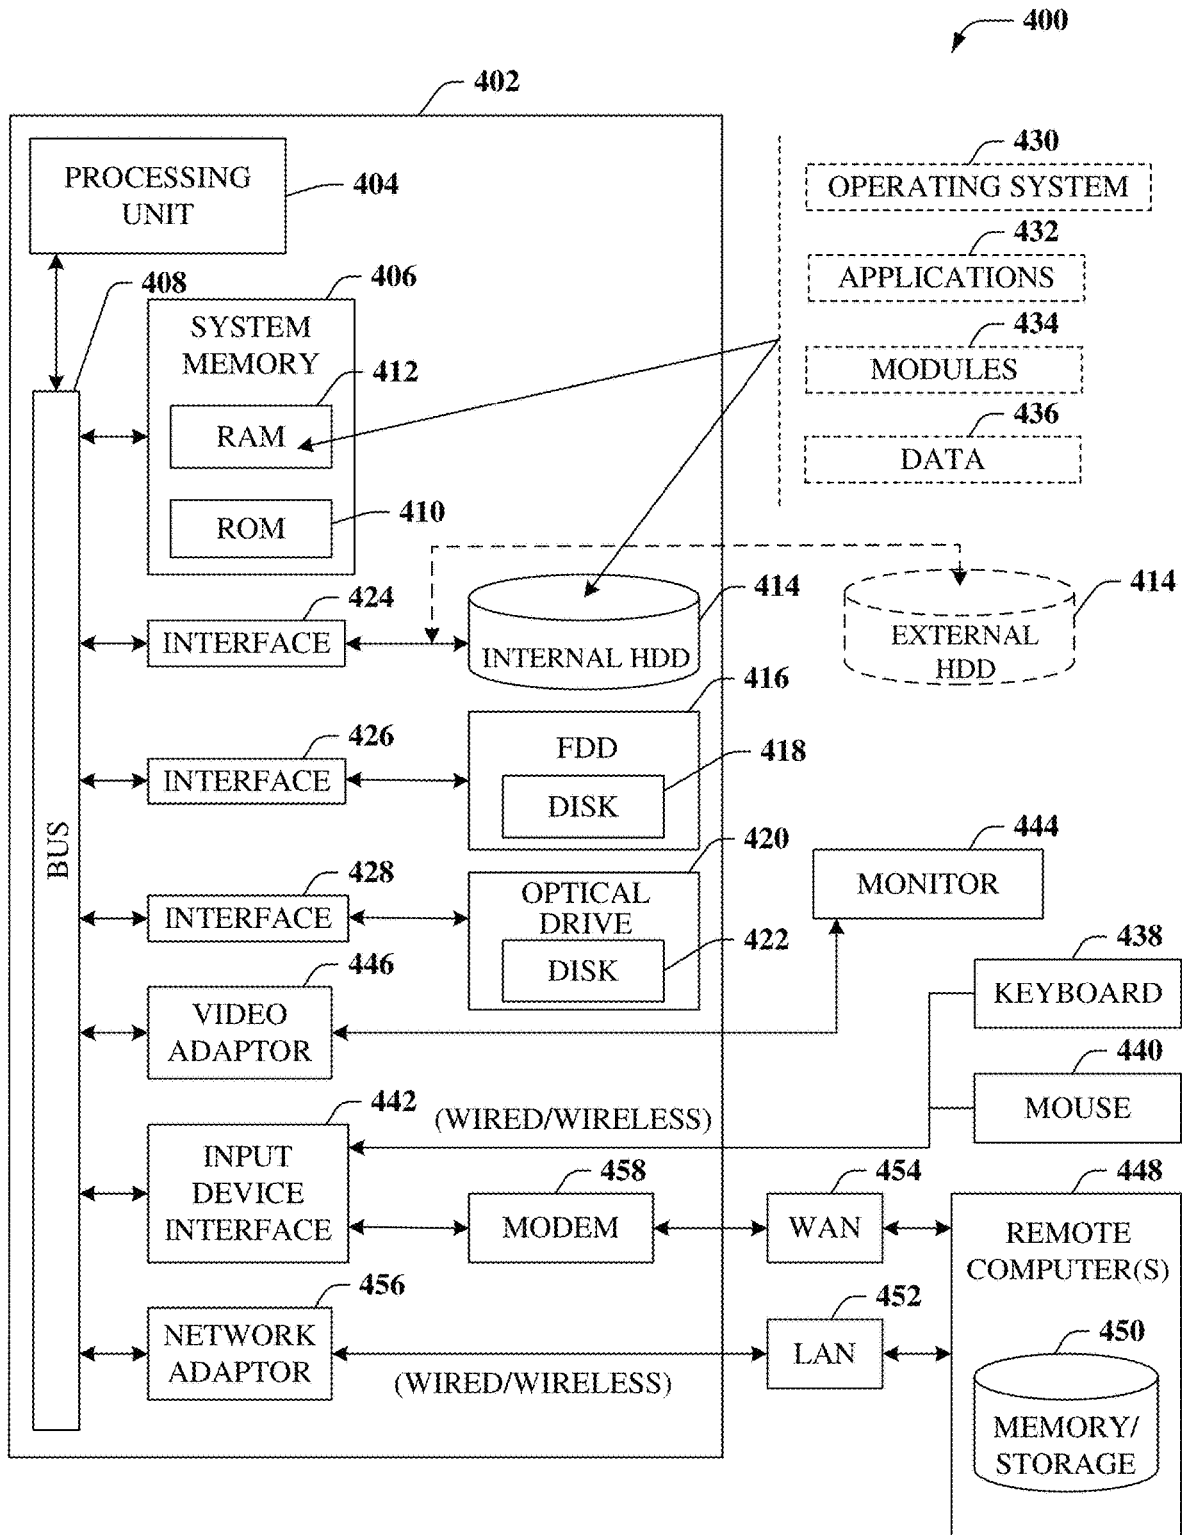 400
402
PROCESSING
UNIT
404
430
OPERATING SYSTEM
432
APPLICATIONS
434
MODULES
436
DATA
408
406
SYSTEM
MEMORY
412
RAM
ROM
410
424
INTERFACE
414
INTERNAL HDD
414
EXTERNAL
HDD
416
426
INTERFACE
FDD
418
DISK
BUS
420
428
INTERFACE
OPTICAL
DRIVE
422
DISK
444
MONITOR
446
VIDEO
ADAPTOR
438
KEYBOARD
440
MOUSE
442
(WIRED/WIRELESS)
INPUT
DEVICE
INTERFACE
458
MODEM
454
WAN
448
REMOTE
COMPUTER(S)
456
NETWORK
ADAPTOR
(WIRED/WIRELESS)
452
LAN
450
MEMORY/
STORAGE